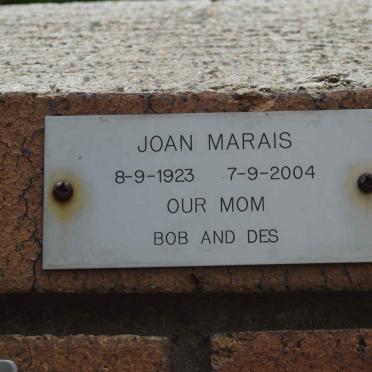 JOAN MARAIS
8-9-1923 7-9-2004
OUR MOM
BOB AND DES